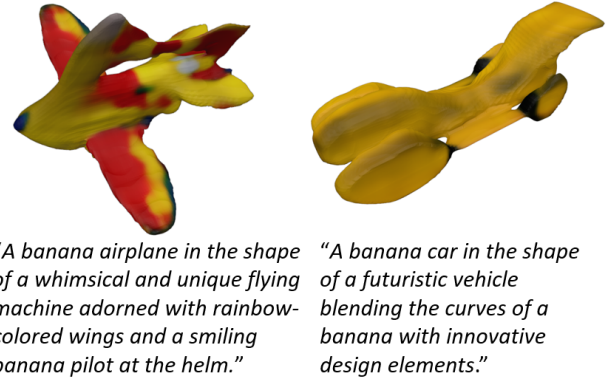 “A banana airplane in the shape
of a whimsical and unique flying
machine adorned with rainbow-
colored wings and a smiling
banana pilot at the helm.”
“A banana car in the shape
of a futuristic vehicle
blending the curves of a
banana with innovative
design elements.”